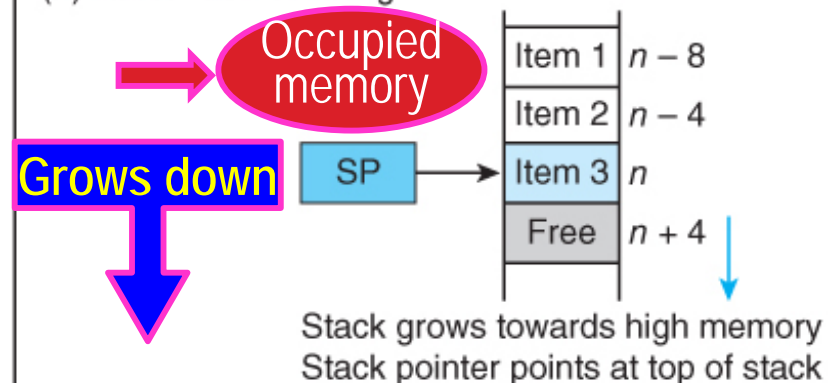 Occupied
memory
Item 1 n – 8
Item 2 n – 4
Grows down
SP
Item 3 n
Free n + 4
Stack grows towards high memory
Stack pointer points at top of stack